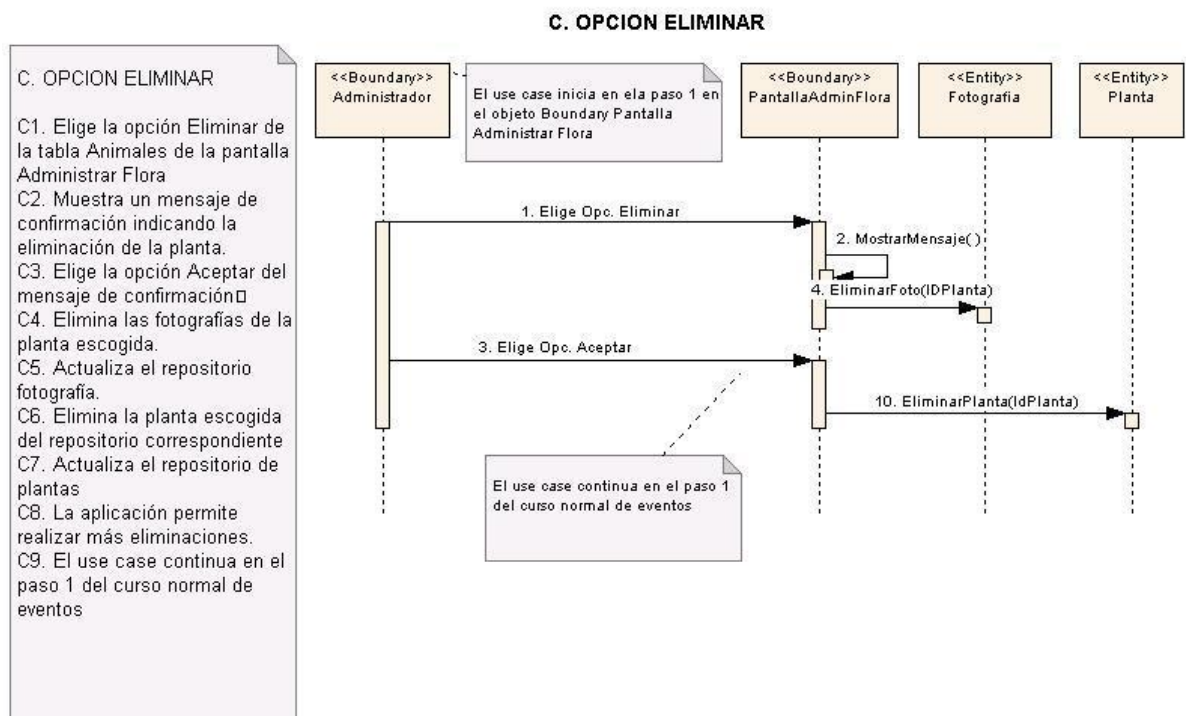 C. OPCION ELIMINAR
C. OPCION ELIMINAR
C1. Elige la opción Eliminar de
la tabla Animales de la pantalla
Administrar Flora
C2. Muestra un mensaje de
confirmación indicando la
eliminación de la planta.
C3. Elige la opción Aceptar del
mensaje de confirmación□
C4. Elimina las fotografías de la
planta escogida.
C5. Actualiza el repositorio
fotografía.
C6. Elimina la planta escogida
del repositorio correspondiente
C7. Actualiza el repositorio de
plantas
C8. La aplicación permite
realizar más eliminaciones.
C9. El use case continua en el
paso 1 del curso normal de
eventos
<<Boundary>>
Administrador
El use case inicia en ela paso 1 en
el objeto Boundary Pantalla
Administrar Flora
<<Boundary>>
PantallaAdminFlora
<<Entity>>
Fotografia
<<Entity>>
Planta
1. Elige Opc. Eliminar
2. MostrarMensaje( )
4. EliminarFoto(IDPlanta)
3. Elige Opc. Aceptar
10. EliminarPlanta(IdPlanta)
El use case continua en el paso 1
del curso normal de eventos